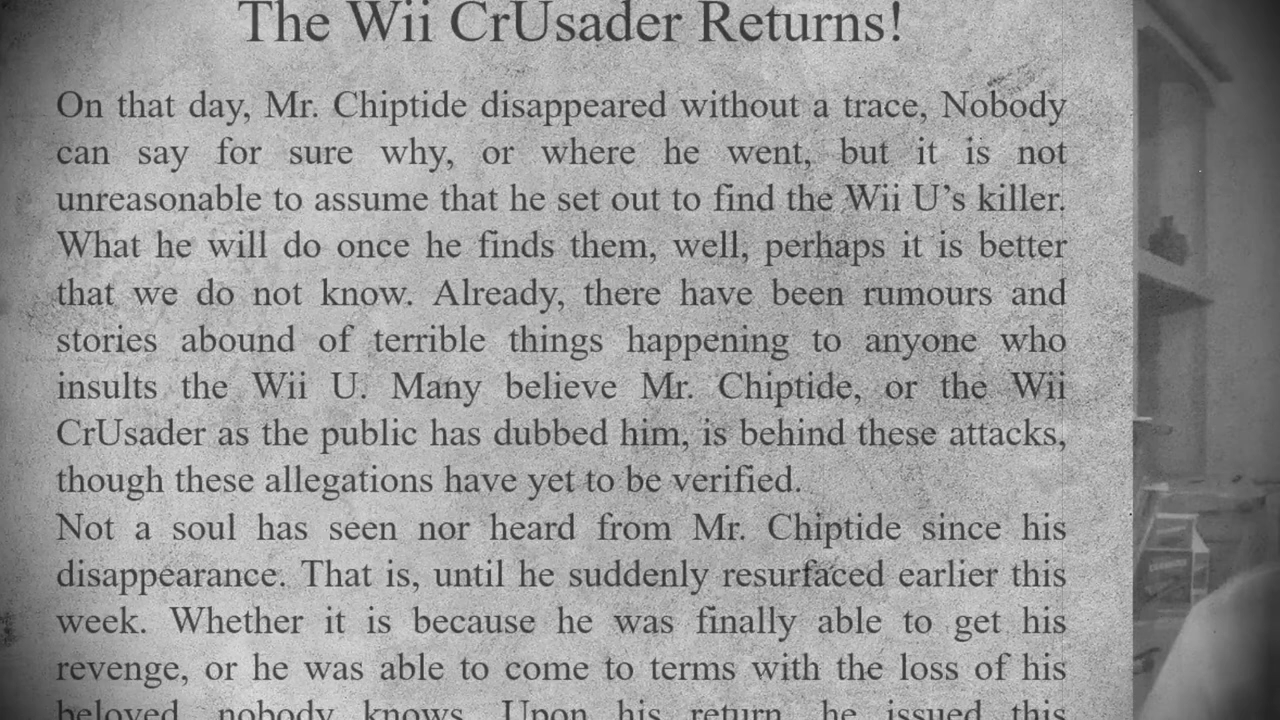 The Wii CrUsader Returns!
On that day, Mr. Chiptide disappeared without a trace, Nobody
can say for sure why, or where he went, but it is not
unreasonable to assume that he set out to find the Wii U’s killer.
What he will do once he finds them, well, perhaps it is better
that we do not know. Already, there have been rumours and
stories abound of terrible things happening to anyone who
insults the Wii U. Many believe Mr. Chiptide, or the Wii
CrUsader as the public has dubbed him, is behind these attacks,
though these allegations have yet to be verified.
Not a soul has seen nor heard from Mr. Chiptide since his
disappearance. That is, until he suddenly resurfaced earlier this
week. Whether it is because he was finally able to get his
revenge, or he was able to come to terms with the loss of his
beloved, nobody knows. Upon his return, he issued this